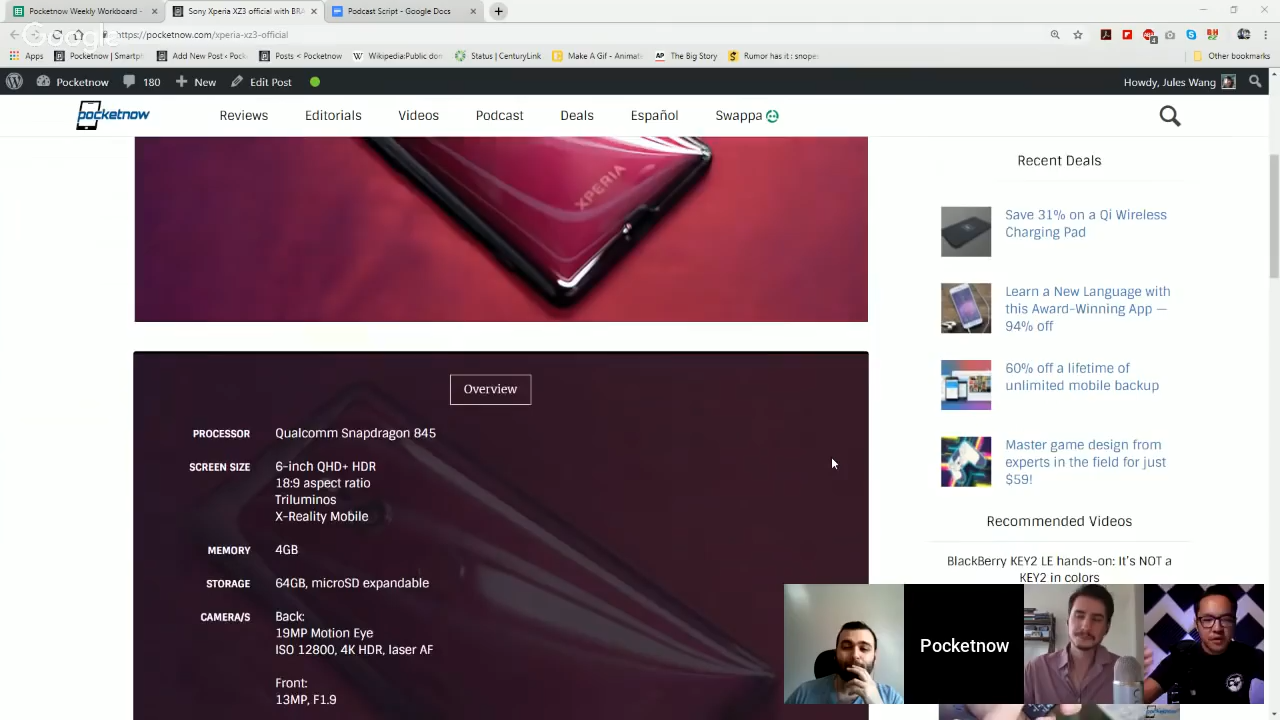 Pocketnow Weekly Workboard
Sony Xperia XZ3 official with BRA
Podcast Script - Google Docs
Google
https://pocketnow.com/xperia-xz3-official
4
Apps
Pocketnow | Smartph
Add New Post ‹ Pock
Posts ‹ Pocketnow
Wikipedia:Public don
Status | CenturyLink
Make A Gif - Animat
AP
The Big Story
Rumor has it : snope
Other bookmarks
Pocketnow
180
New
Edit Post
Howdy, Jules Wang
pocketnow
Reviews
Editorials
Videos
Podcast
Deals
Español
Swappa
XPERIA
Recent Deals
Save 31% on a Qi Wireless
Charging Pad
Learn a New Language with
this Award-Winning App —
94% off
60% off a lifetime of
unlimited mobile backup
Master game design from
experts in the field for just
$59!
Recommended Videos
BlackBerry KEY2 LE hands-on: It's NOT a
KEY2 in colors
Overview
PROCESSOR
Qualcomm Snapdragon 845
SCREEN SIZE
6-inch QHD+ HDR
18:9 aspect ratio
Triluminos
X-Reality Mobile
MEMORY
4GB
STORAGE
64GB, microSD expandable
CAMERA/S
Back:
19MP Motion Eye
ISO 12800, 4K HDR, laser AF
Front:
13MP, F1.9
Pocketnow